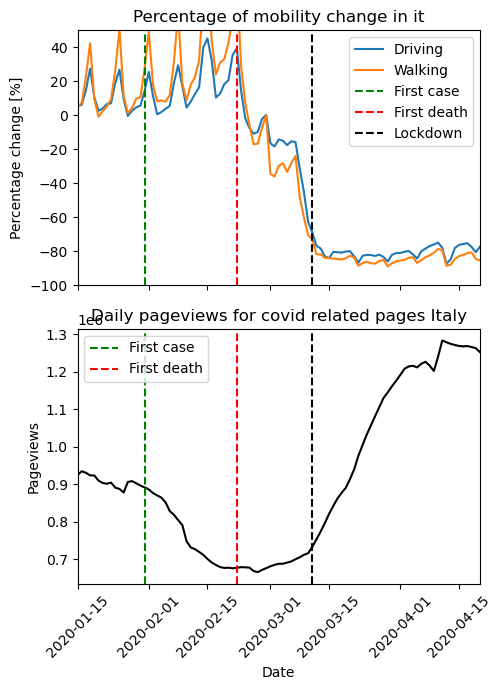 Percentage of mobility change in it
Percentage change [%]
40
20
0
−20
−40
−60
−80
−100
Driving
Walking
First case
First death
Lockdown
Daily pageviews for covid related pages Italy
1e6
Pageviews
1.3
1.2
1.1
1.0
0.9
0.8
0.7
First case
First death
2020-01-15
2020-02-01
2020-02-15
2020-03-01
2020-03-15
2020-04-01
2020-04-15
Date